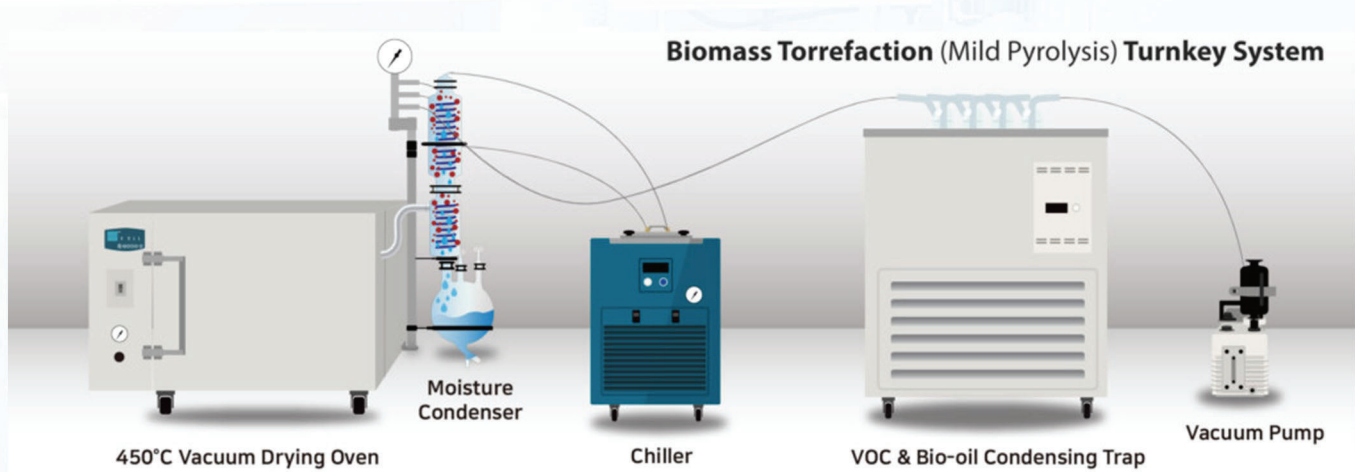 Biomass Torrefaction (Mild Pyrolysis) Turnkey System
Moisture
Condenser
450°C Vacuum Drying Oven
Chiller
VOC & Bio-oil Condensing Trap
Vacuum Pump